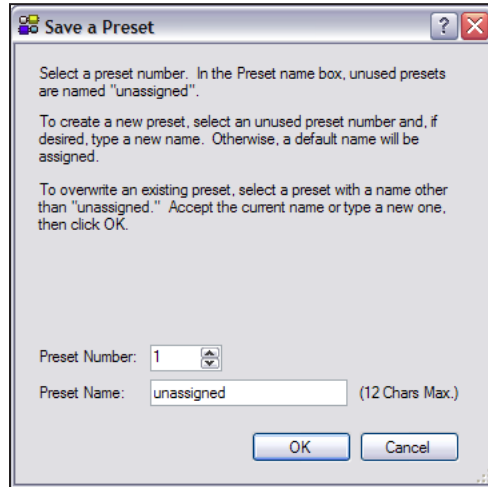 Save a Preset
Select a preset number. In the Preset name box, unused presets
are named "unassigned".
To create a new preset, select an unused preset number and, if
desired, type a new name. Otherwise, a default name will be
assigned.
To overwrite an existing preset, select a preset with a name other
than "unassigned." Accept the current name or type a new one,
then click OK.
Preset Number: 1
Preset Name: unassigned (12 Chars Max.)
OK Cancel